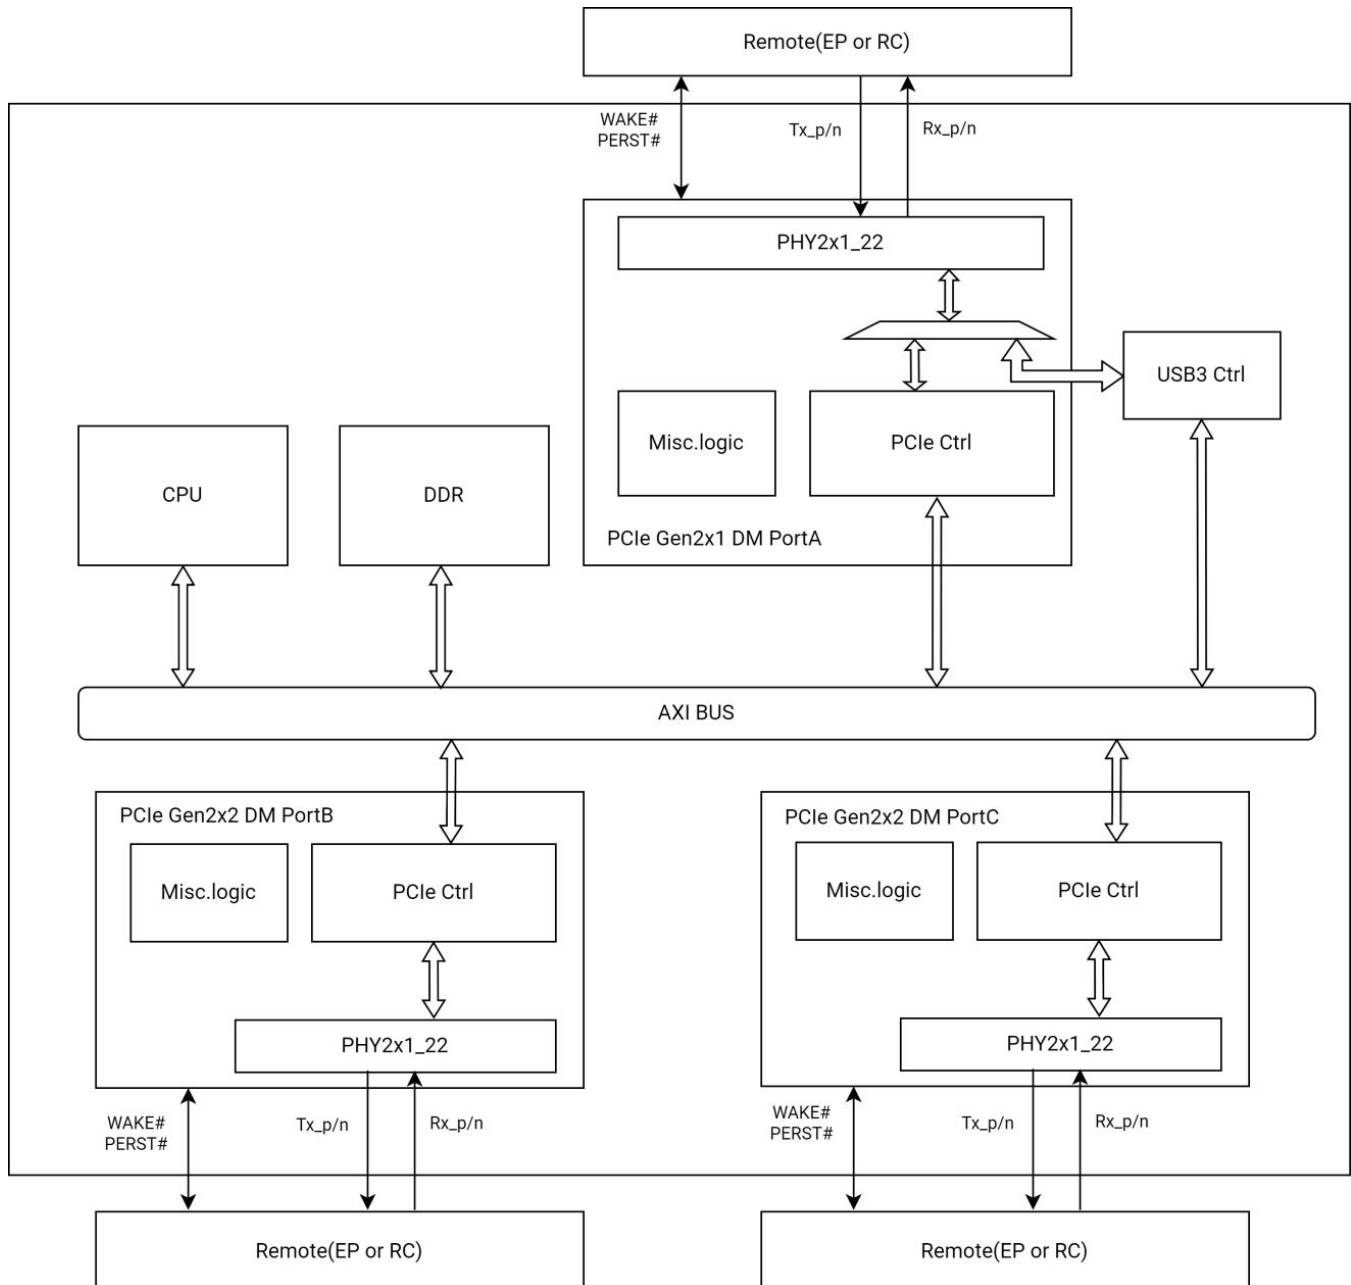 Remote(EP or RC)
WAKE#
PERST#
Tx_p/n
Rx_p/n
PHY2x1_22
USB3 Ctrl
Misc.logic
PCIe Ctrl
PCIe Gen2x1 DM PortA
CPU
DDR
AXI BUS
PCIe Gen2x2 DM PortB
Misc.logic
PCIe Ctrl
PHY2x1_22
WAKE#
PERST#
Tx_p/n
Rx_p/n
Remote(EP or RC)
PCIe Gen2x2 DM PortC
Misc.logic
PCIe Ctrl
PHY2x1_22
WAKE#
PERST#
Tx_p/n
Rx_p/n
Remote(EP or RC)